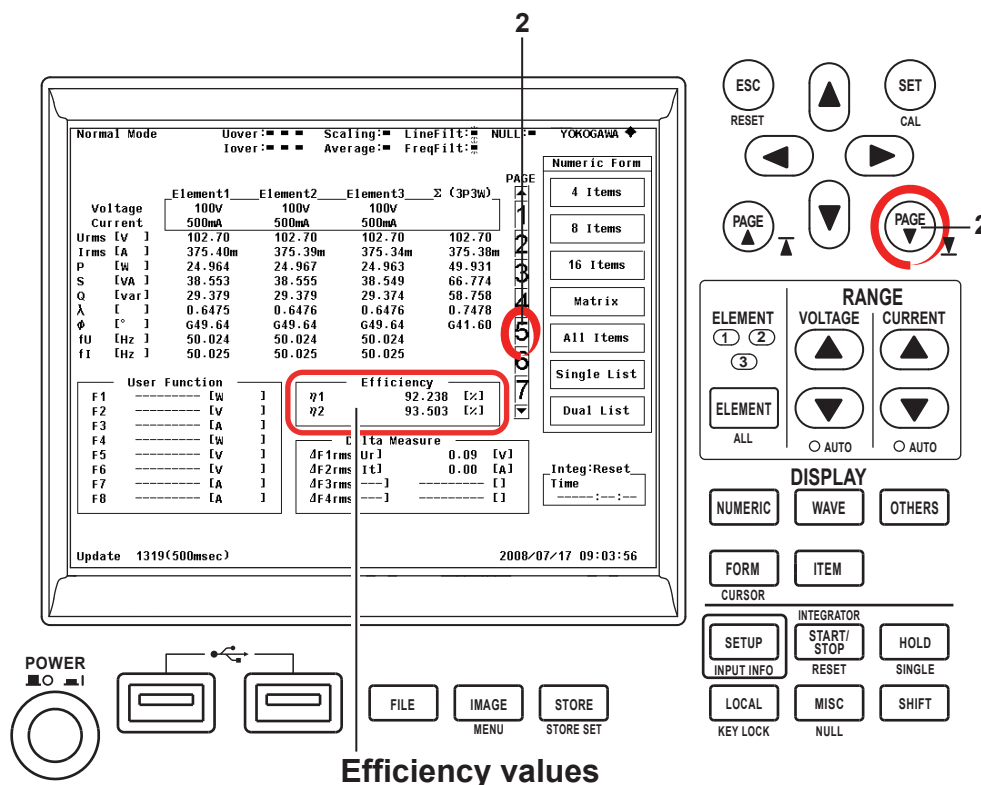 2
Normal Mode Uover: Scaling: LineFilt: NULL: YOKOGAWA
Iover: Average: FreqFilt:
PAGE
Element1 Element2 Element3 Σ (3P3W)
Voltage 100V 100V 100V
Current 500mA 500mA 500mA
Urms [V ] 102.70 102.70 102.70 102.70
Irms [A ] 375.40m 375.39m 375.34m 375.38m
P [W ] 24.964 24.967 24.963 49.931
S [VA ] 38.553 38.555 38.549 66.774
Q [var] 29.379 29.379 29.374 58.758
λ [ ] 0.6475 0.6476 0.6476 0.7478
ϕ [° ] G49.64 G49.64 G49.64 G41.60
fU [Hz ] 50.024 50.024 50.024
fI [Hz ] 50.025 50.025 50.025
1
2
3
4
5
6
7
User Function
F1 --------- [W ]
F2 --------- [V ]
F3 --------- [A ]
F4 --------- [W ]
F5 --------- [V ]
F6 --------- [V ]
F7 --------- [A ]
F8 --------- [A ]
Efficiency
η1 92.238 [%]
η2 93.503 [%]
Delta Measure
ΔF1rms Ur] 0.09 [V]
ΔF2rms It] 0.00 [A]
ΔF3rms ---] --------- [ ]
ΔF4rms ---] --------- [ ]
Numeric Form
4 Items
8 Items
16 Items
Matrix
All Items
Single List
Dual List
Integ:Reset
Time
-----:--:--
Update 1319(500msec) 2008/07/17 09:03:56
ESC
RESET
SET
CAL
PAGE
PAGE
2
RANGE
ELEMENT VOLTAGE CURRENT
1 2
3
ELEMENT
ALL
AUTO AUTO
DISPLAY
NUMERIC WAVE OTHERS
FORM ITEM
CURSOR
INTEGRATOR
SETUP START/STOP HOLD
INPUT INFO RESET SINGLE
LOCAL MISC SHIFT
KEY LOCK NULL
POWER
FILE IMAGE STORE
MENU STORE SET
Efficiency values